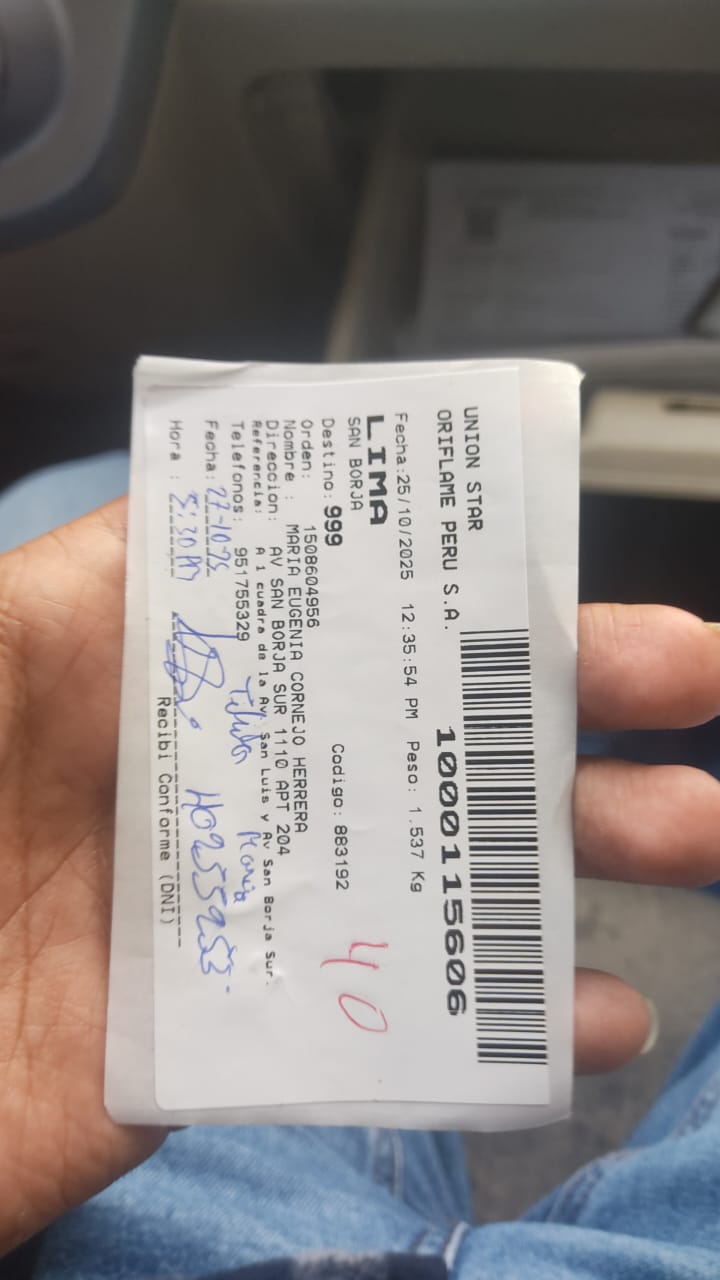 UNION STAR
ORIFLAME PERU S.A.
10000115606
Fecha:25/10/2025 12:35:54 PM Peso: 1.537 Kg
LIMA
SAN BORJA
Destino: 999 Codigo: 883192
40
Orden: 1508604956
Nombre : MARIA EUGENIA CORNEJO HERRERA
Direccion: AV SAN BORJA SUR 1110 APT 204
Referencia: A 1 cuadra de la Av. San Luis y Av San Borja Sur.
Telefonos: 951755329
Fecha: 27-10-25
Hora : 3:30 PM
Recibi Conforme (DNI)